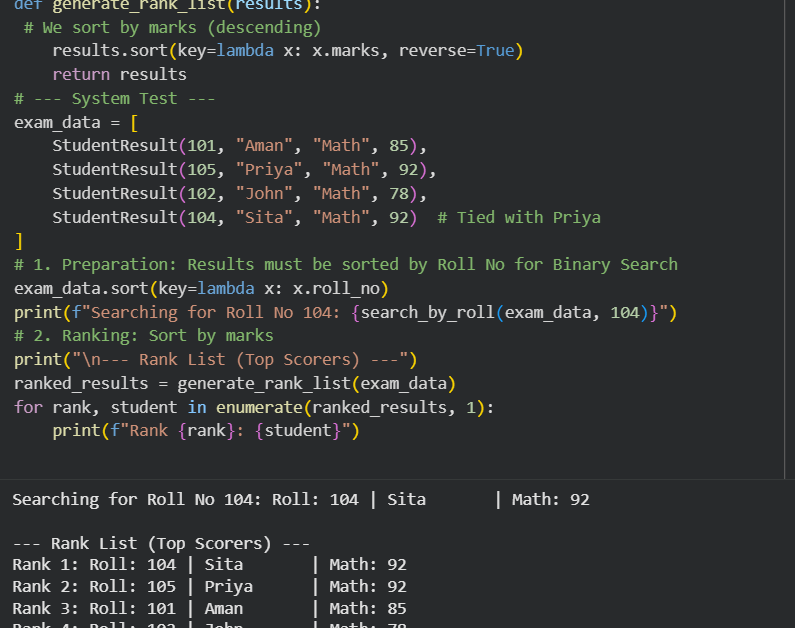 def generate_rank_list(results):
 # We sort by marks (descending)
    results.sort(key=lambda x: x.marks, reverse=True)
    return results
# --- System Test ---
exam_data = [
    StudentResult(101, "Aman", "Math", 85),
    StudentResult(105, "Priya", "Math", 92),
    StudentResult(102, "John", "Math", 78),
    StudentResult(104, "Sita", "Math", 92)  # Tied with Priya
]
# 1. Preparation: Results must be sorted by Roll No for Binary Search
exam_data.sort(key=lambda x: x.roll_no)
print(f"Searching for Roll No 104: {search_by_roll(exam_data, 104)}")
# 2. Ranking: Sort by marks
print("\n--- Rank List (Top Scorers) ---")
ranked_results = generate_rank_list(exam_data)
for rank, student in enumerate(ranked_results, 1):
    print(f"Rank {rank}: {student}")
Searching for Roll No 104: Roll: 104 | Sita       | Math: 92
--- Rank List (Top Scorers) ---
Rank 1: Roll: 104 | Sita       | Math: 92
Rank 2: Roll: 105 | Priya      | Math: 92
Rank 3: Roll: 101 | Aman       | Math: 85
Rank 4: Roll: 102 | John       | Math: 78